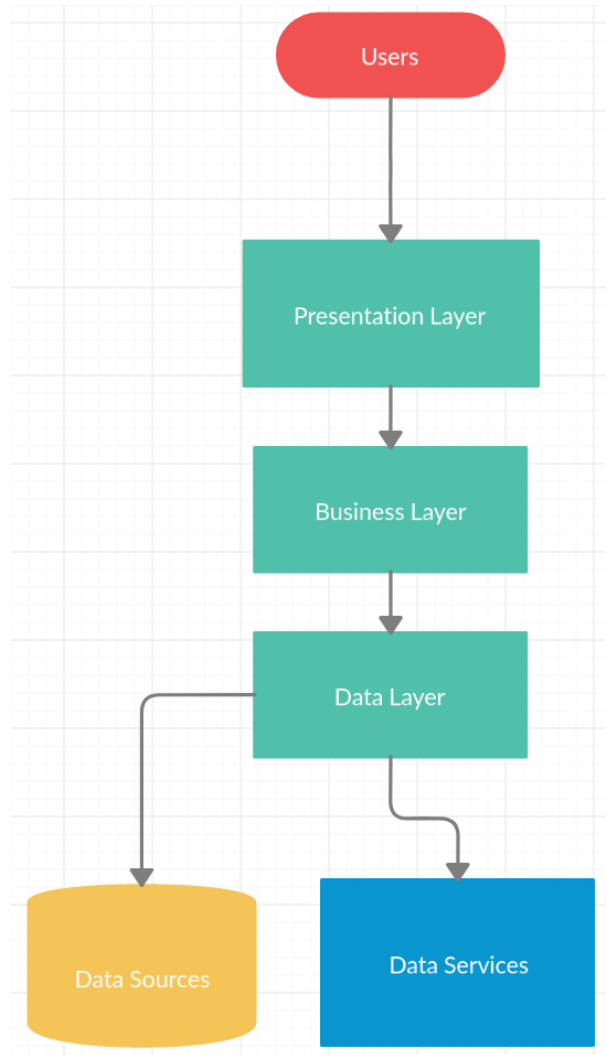 Users
Presentation Layer
Business Layer
Data Layer
Data Sources
Data Services